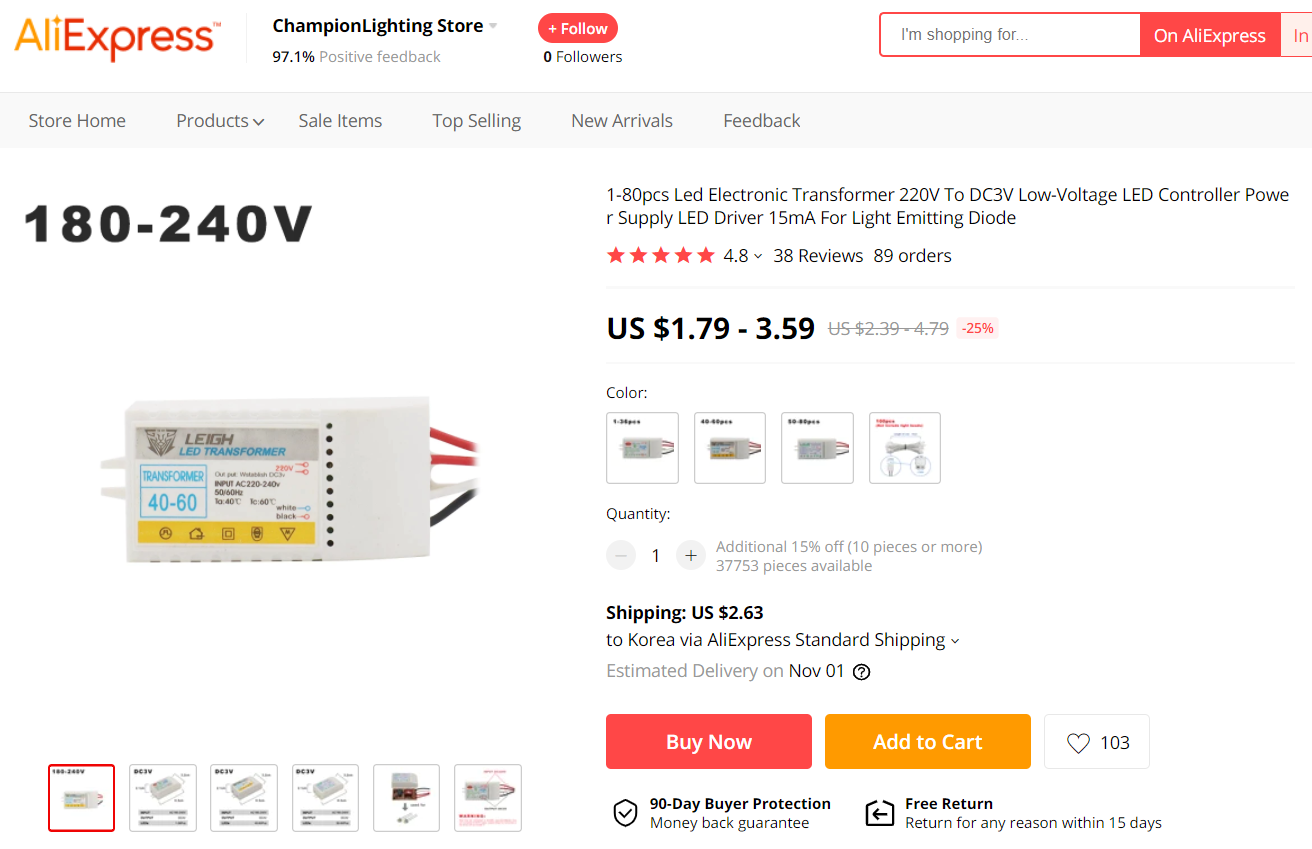 AliExpress™
ChampionLighting Store
97.1% Positive feedback
+ Follow
0 Followers
I'm shopping for...
On AliExpress
In
Store Home
Products
Sale Items
Top Selling
New Arrivals
Feedback
180-240V
LEIGH
LED TRANSFORMER
TRANSFORMER
40-60
220V
INPUT AC220-240v
50/60Hz
Ta:40℃ Tc:60℃
white
black
180-240V
DC3V
DC3V
DC3V
1-80pcs Led Electronic Transformer 220V To DC3V Low-Voltage LED Controller Powe
r Supply LED Driver 15mA For Light Emitting Diode
4.8
38 Reviews
89 orders
US $1.79 - 3.59
US $2.39 - 4.79
-25%
Color:
1-36pcs
40-60pcs
50-80pcs
Quantity:
1
Additional 15% off (10 pieces or more)
37753 pieces available
Shipping: US $2.63
to Korea via AliExpress Standard Shipping
Estimated Delivery on Nov 01
Buy Now
Add to Cart
103
90-Day Buyer Protection
Money back guarantee
Free Return
Return for any reason within 15 days